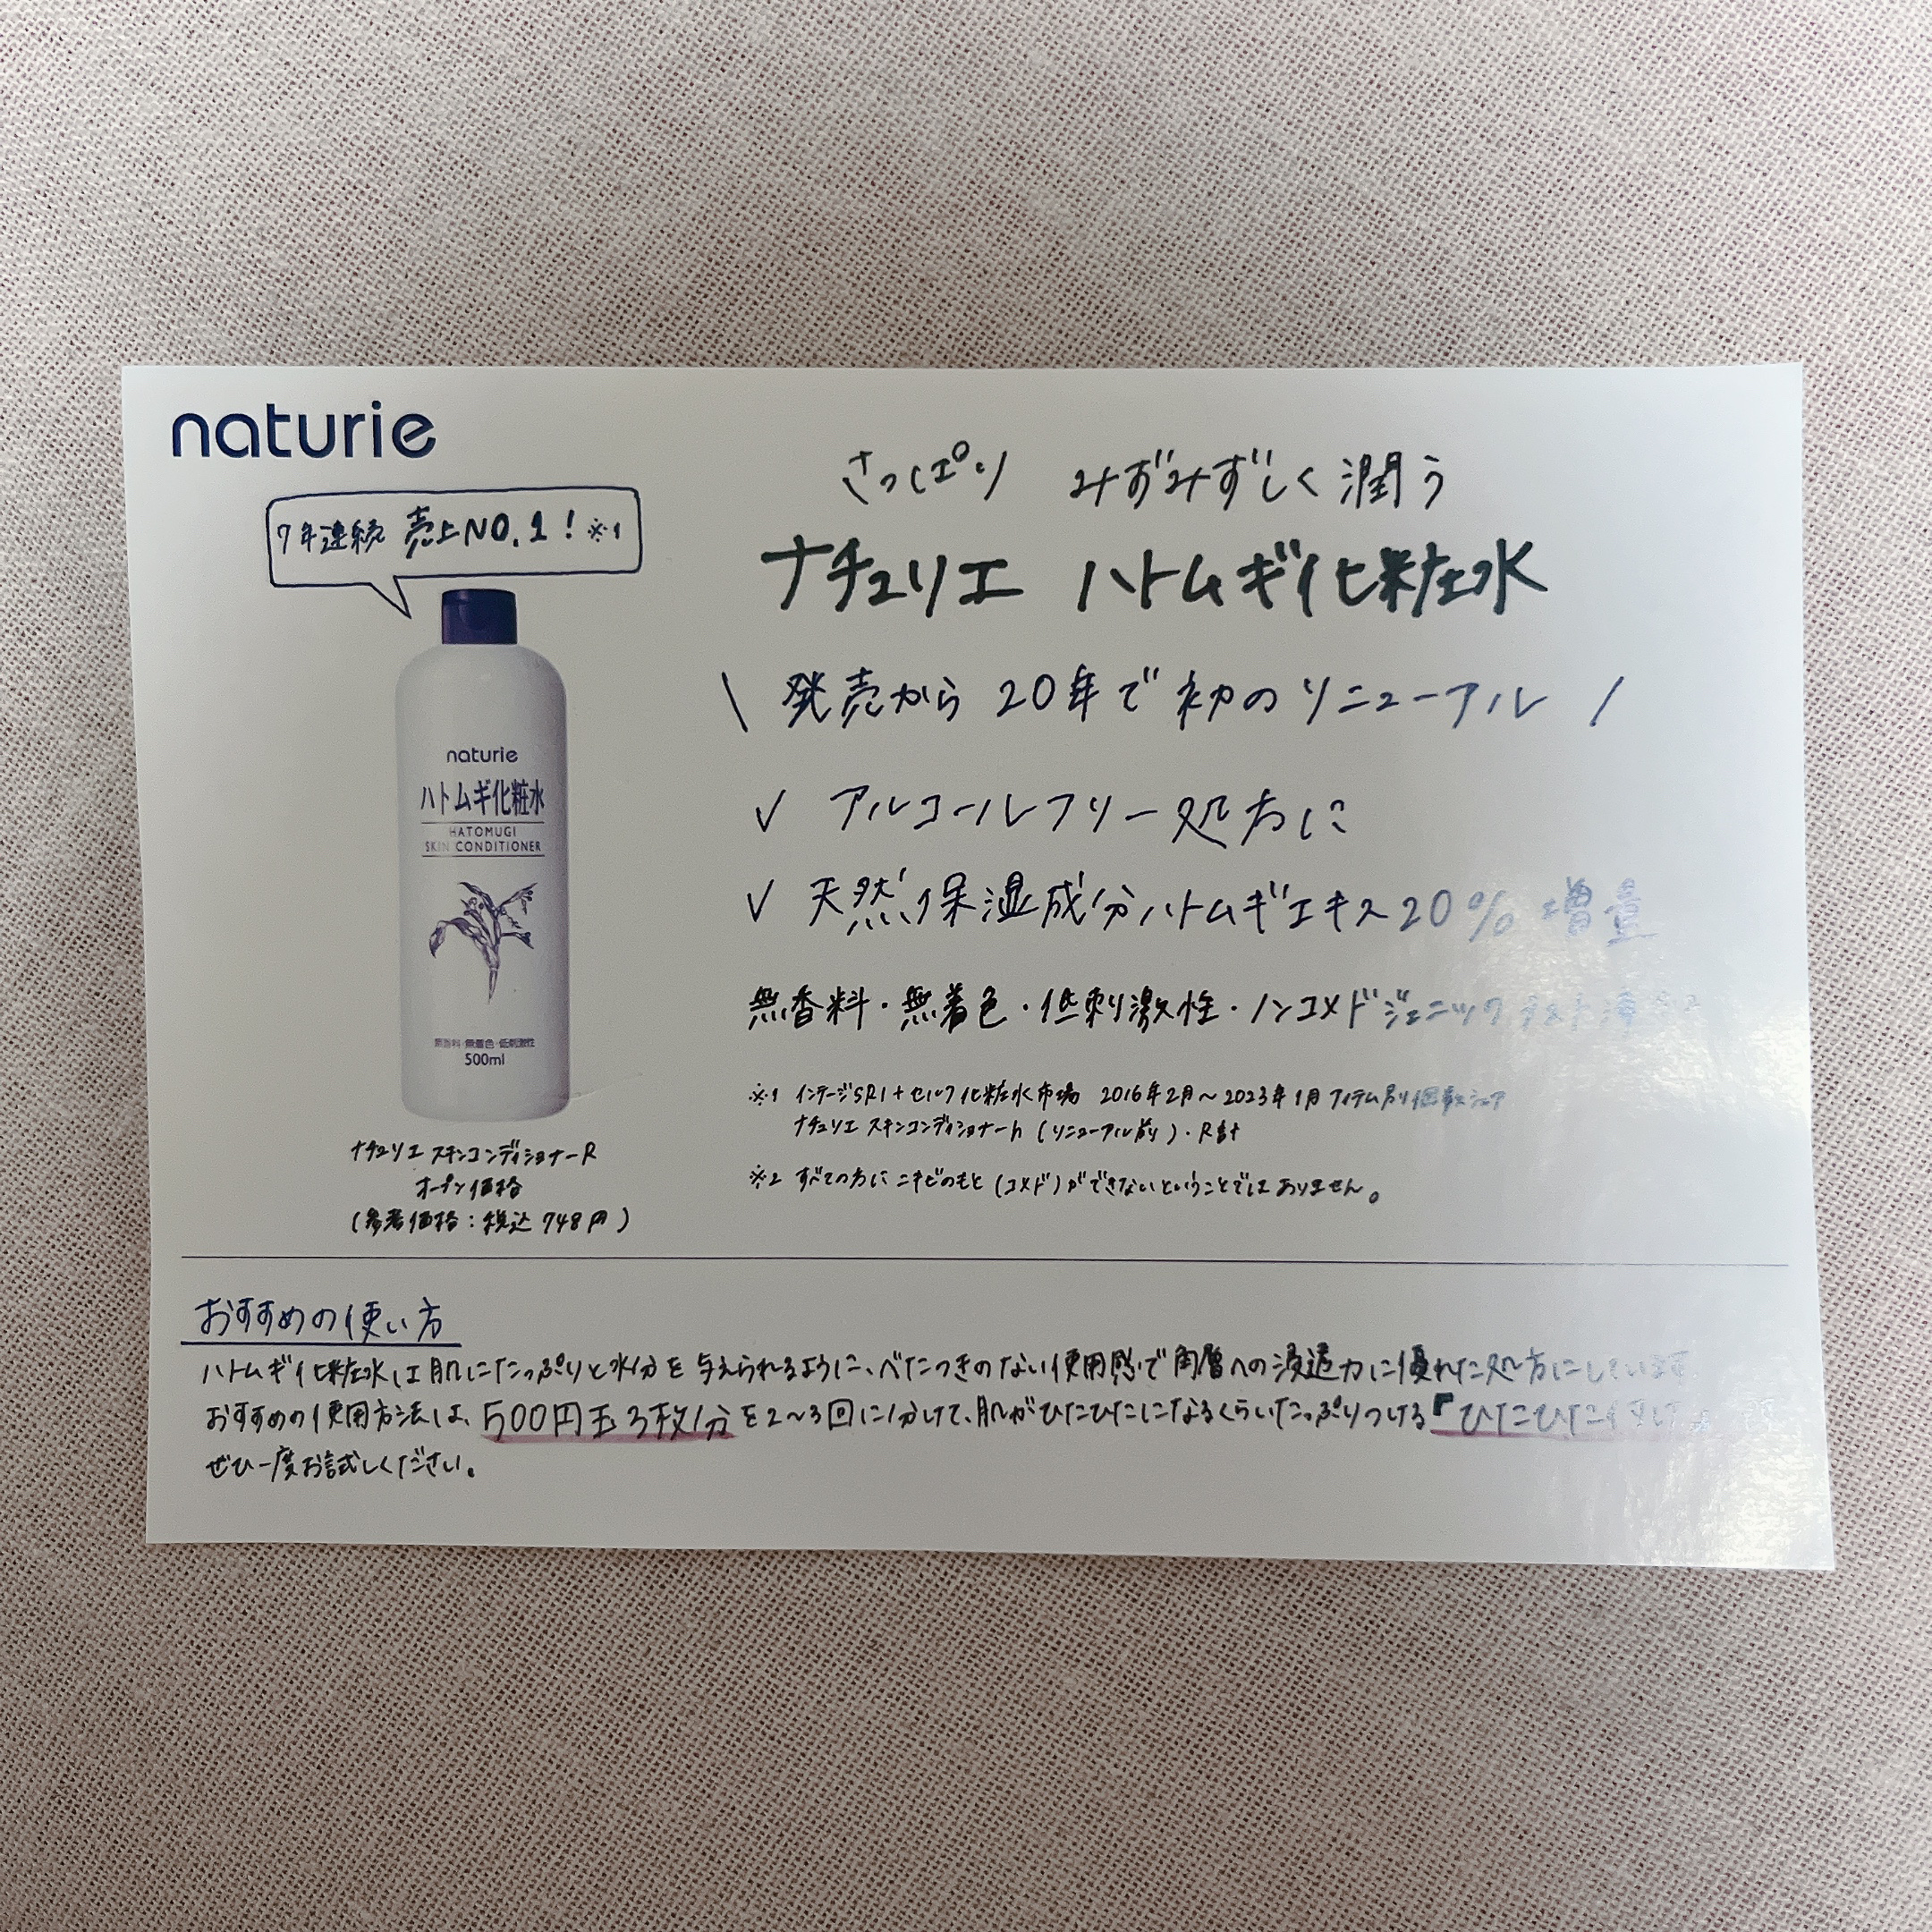 naturie
7年連続 売上NO.1!※1
さっぱり みずみずしく潤う
ナチュリエ ハトムギ化粧水
\ 発売から20年で初のリニューアル /
✓ アルコールフリー処方に
✓ 天然保湿成分ハトムギエキス20%増量
無香料・無着色・低刺激性・ノンコメドジェニックテスト済
※1 インテージSRI+セルフ化粧水市場 2016年2月～2023年1月アイテム別個数シェア
ナチュリエ スキンコンディショナーh(リニューアル前)・R計
※2 すべての方にニキビのもと(コメド)ができないということではありません。
naturie
ハトムギ化粧水
HATOMUGI
SKIN CONDITIONER
無香料・無着色・低刺激性
500ml
ナチュリエ スキンコンディショナーR
オープン価格
(参考価格:税込748円)
おすすめの使い方
ハトムギ化粧水は肌にたっぷりと水分を与えられるように、べたつきのない使用感で角層への浸透力に優れた処方にしています
おすすめの使用方法は、500円玉3枚分を2～3回に分けて、肌がひたひたになるくらいたっぷりつける『ひたひた使い』
ぜひ一度お試しください。